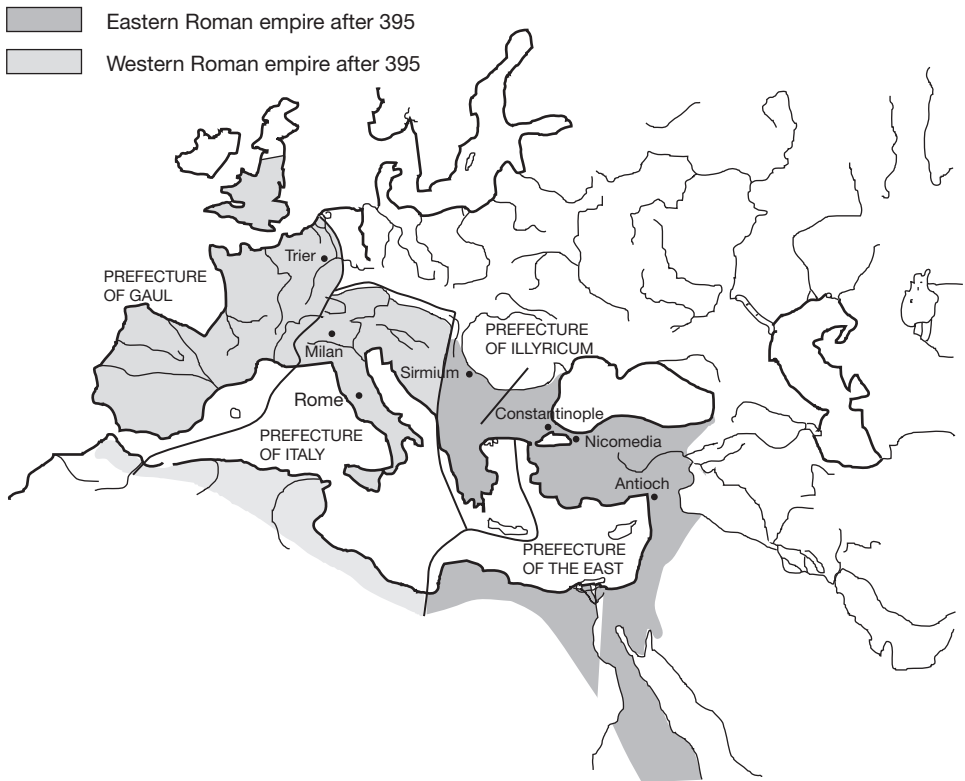 Eastern Roman empire after 395
Western Roman empire after 395
Trier
PREFECTURE
OF GAUL
PREFECTURE
OF ILLYRICUM
Milan
Sirmium
Rome
Constantinople
PREFECTURE
OF ITALY
Nicomedia
Antioch
PREFECTURE
OF THE EAST